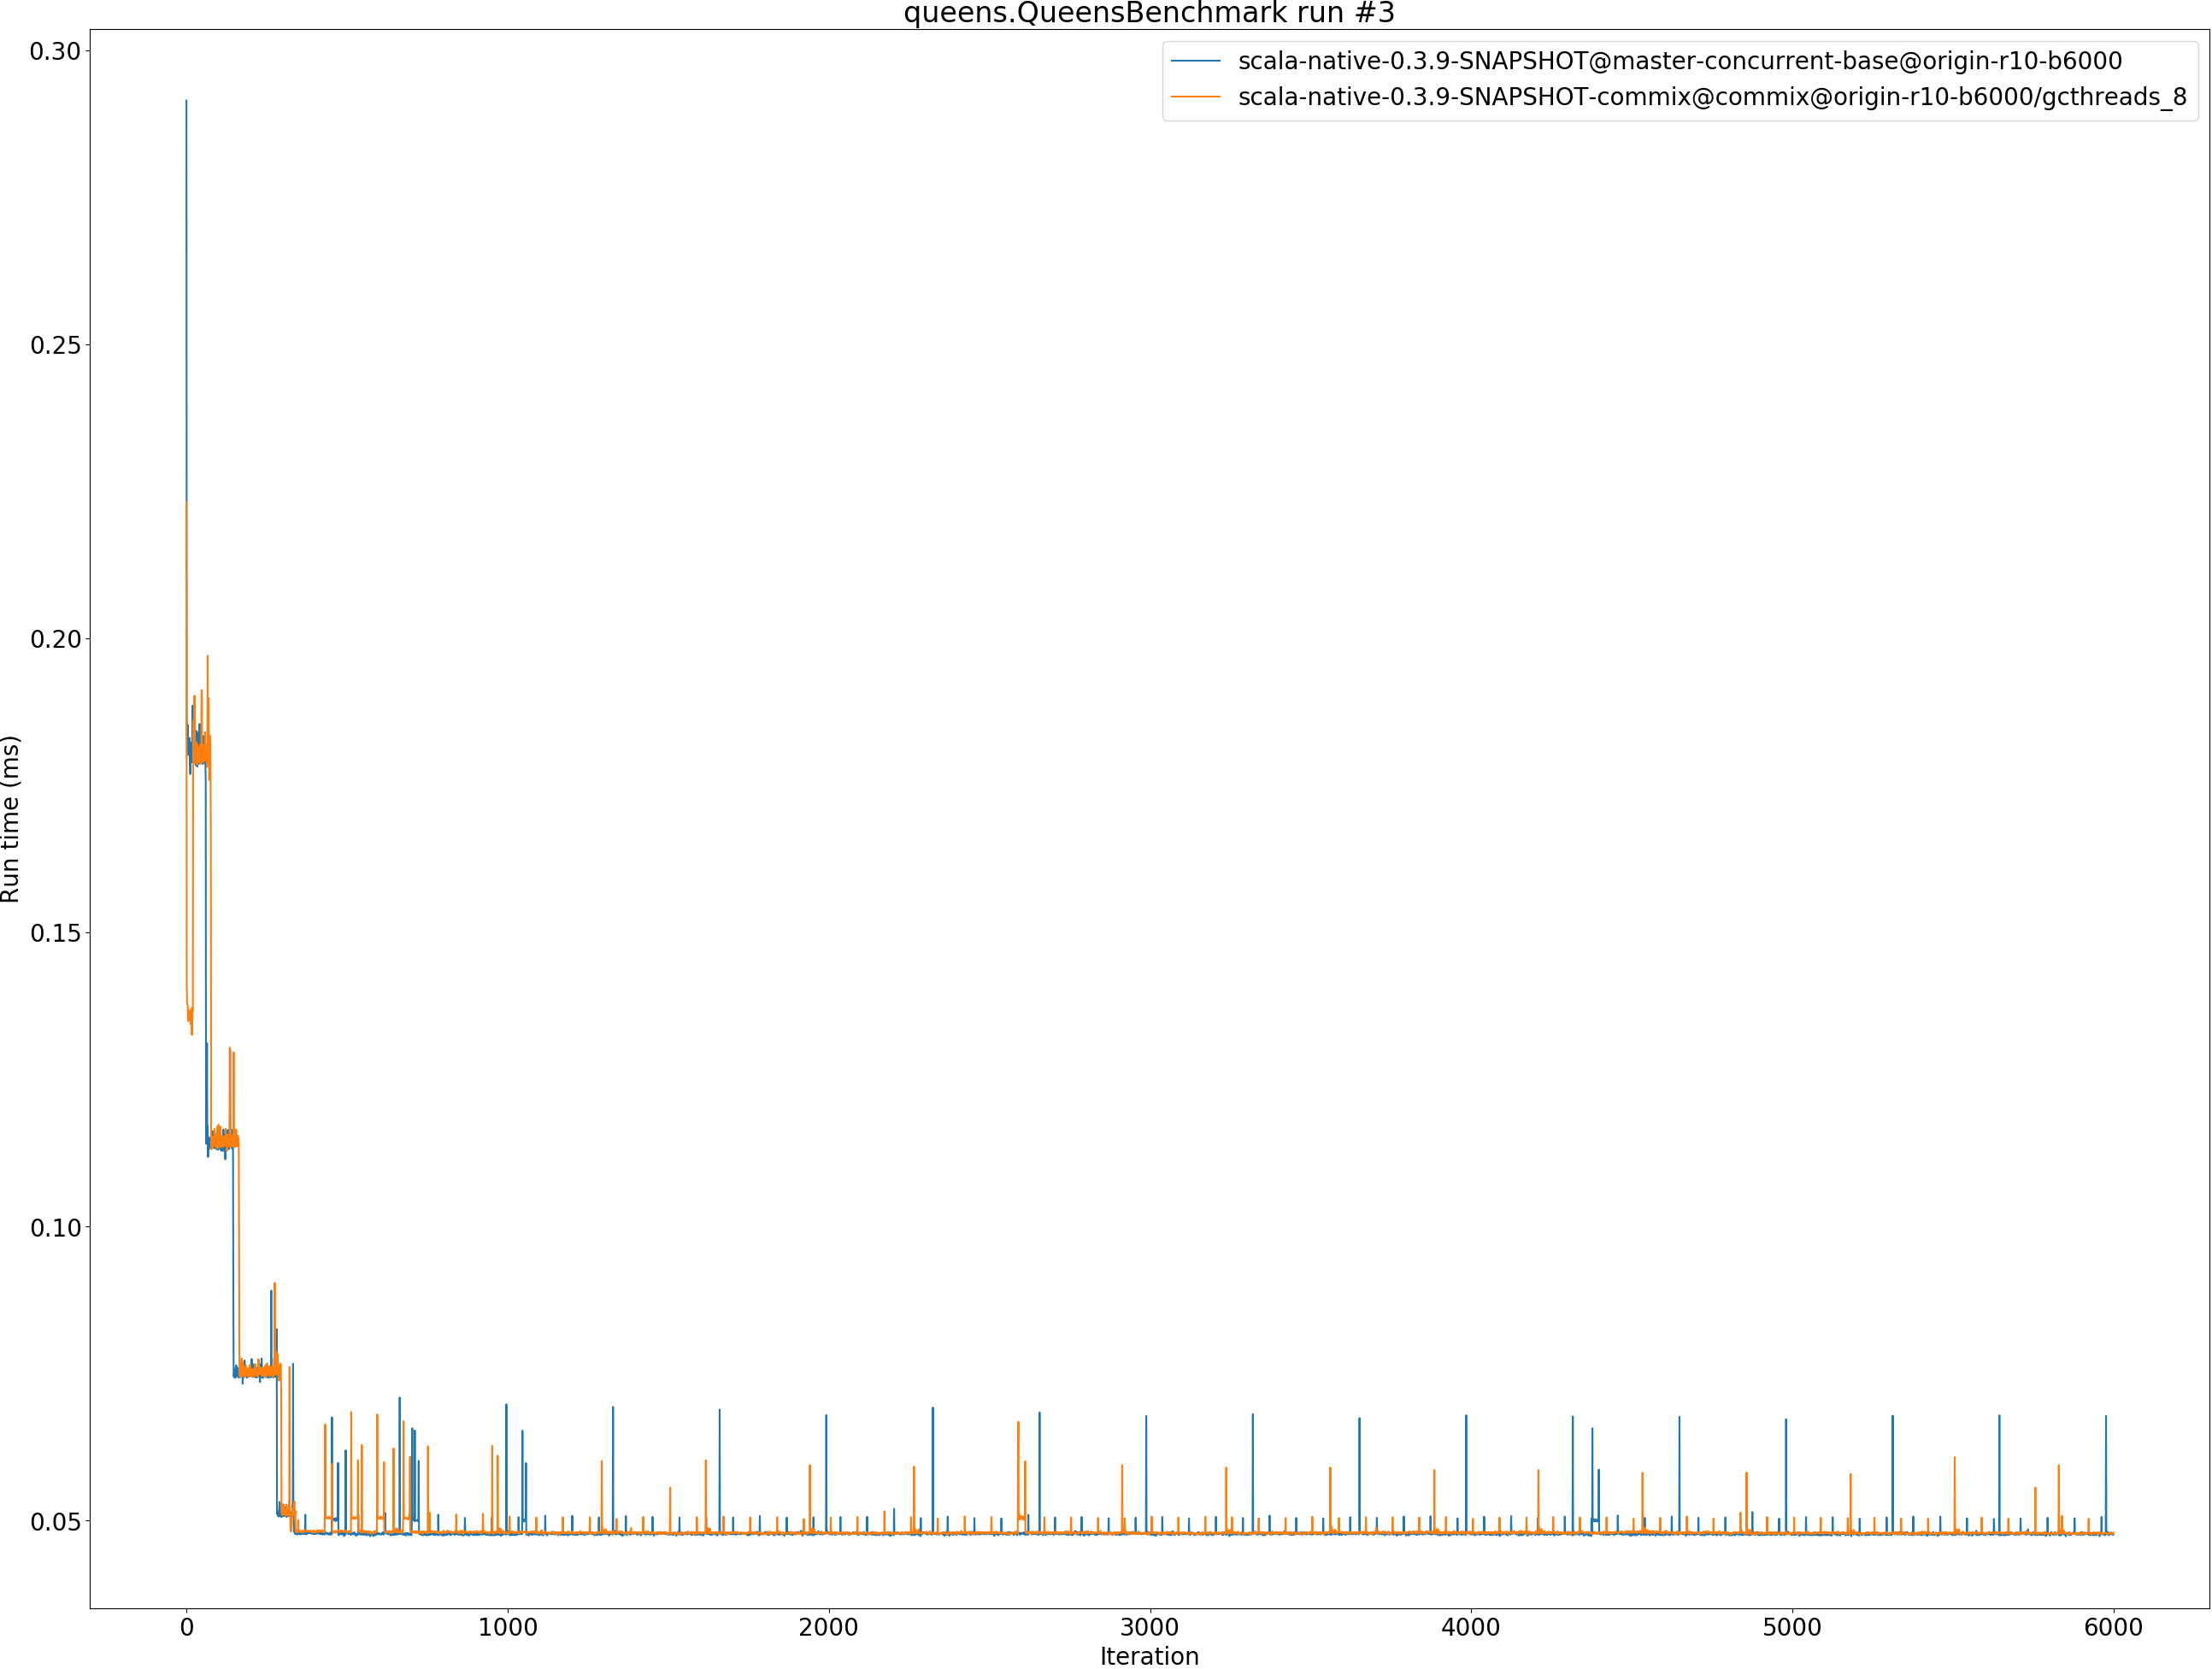 queens.QueensBenchmark run #3
scala-native-0.3.9-SNAPSHOT@master-concurrent-base@origin-r10-b6000
scala-native-0.3.9-SNAPSHOT-commix@commix@origin-r10-b6000/gcthreads_8
Run time (ms)
0.30
0.25
0.20
0.15
0.10
0.05
0 1000 2000 3000 4000 5000 6000
Iteration